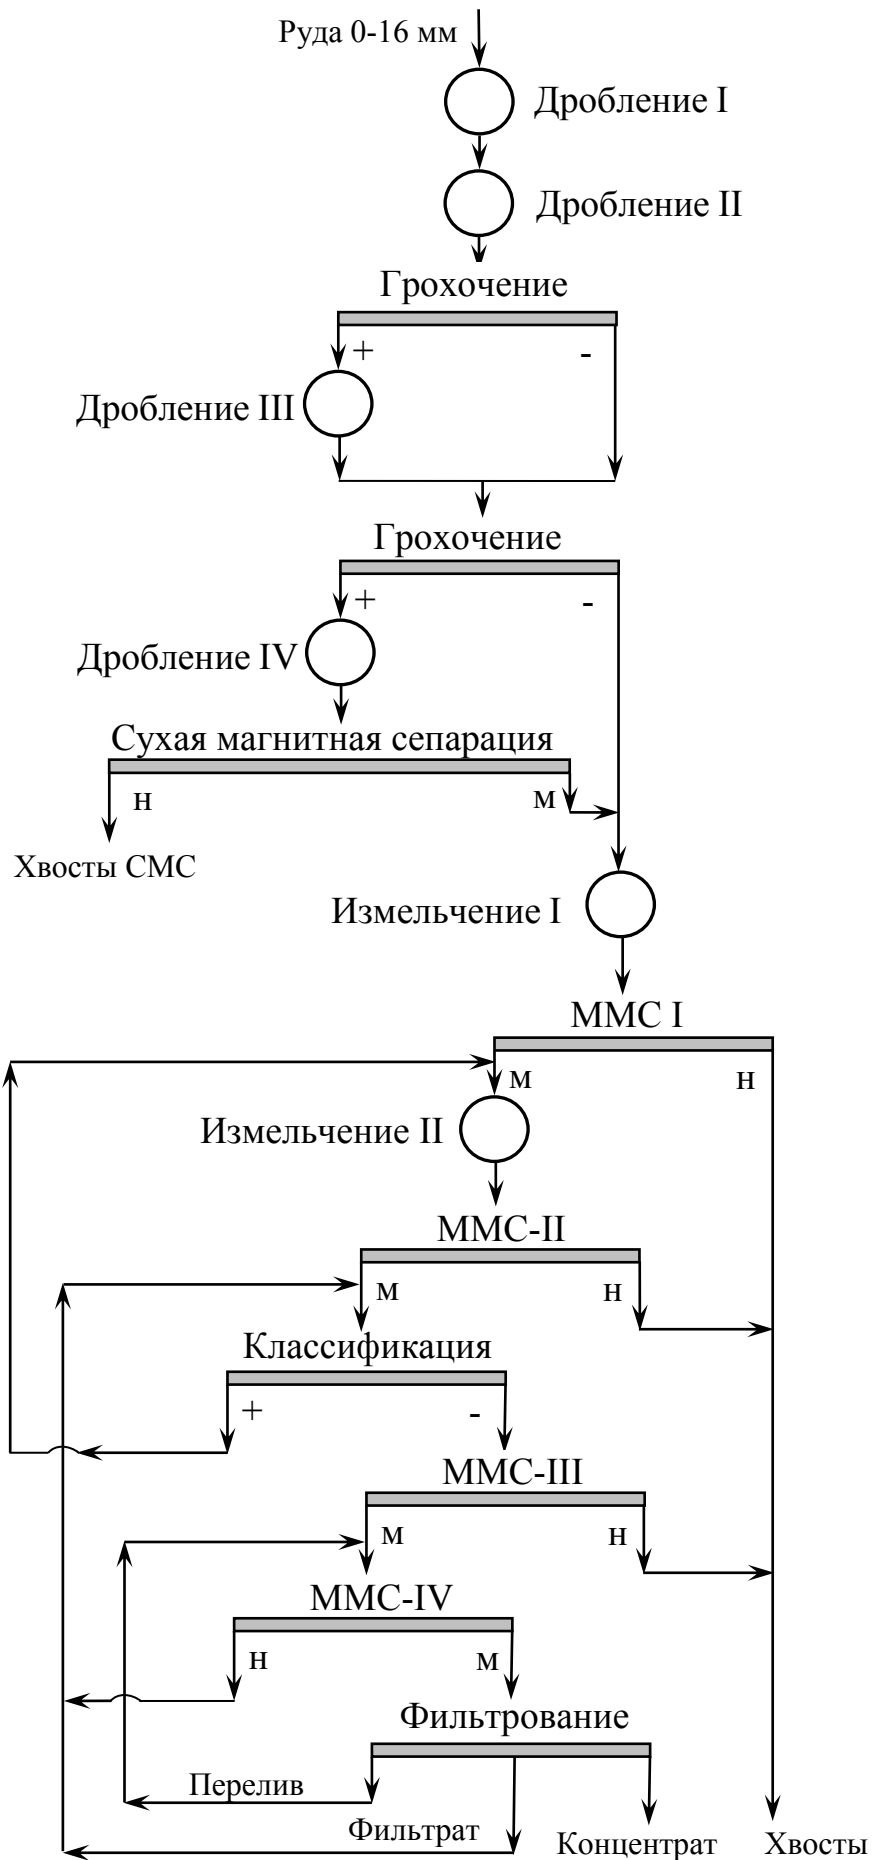 Руда 0-16 мм
Дробление I
Дробление II
Грохочение
+ -
Дробление III
Грохочение
+ -
Дробление IV
Сухая магнитная сепарация
н м
Хвосты СМС
Измельчение I
ММС I
м н
Измельчение II
ММС-II
м н
Классификация
+ -
ММС-III
м н
ММС-IV
н м
Фильтрование
Перелив
Фильтрат
Концентрат Хвосты